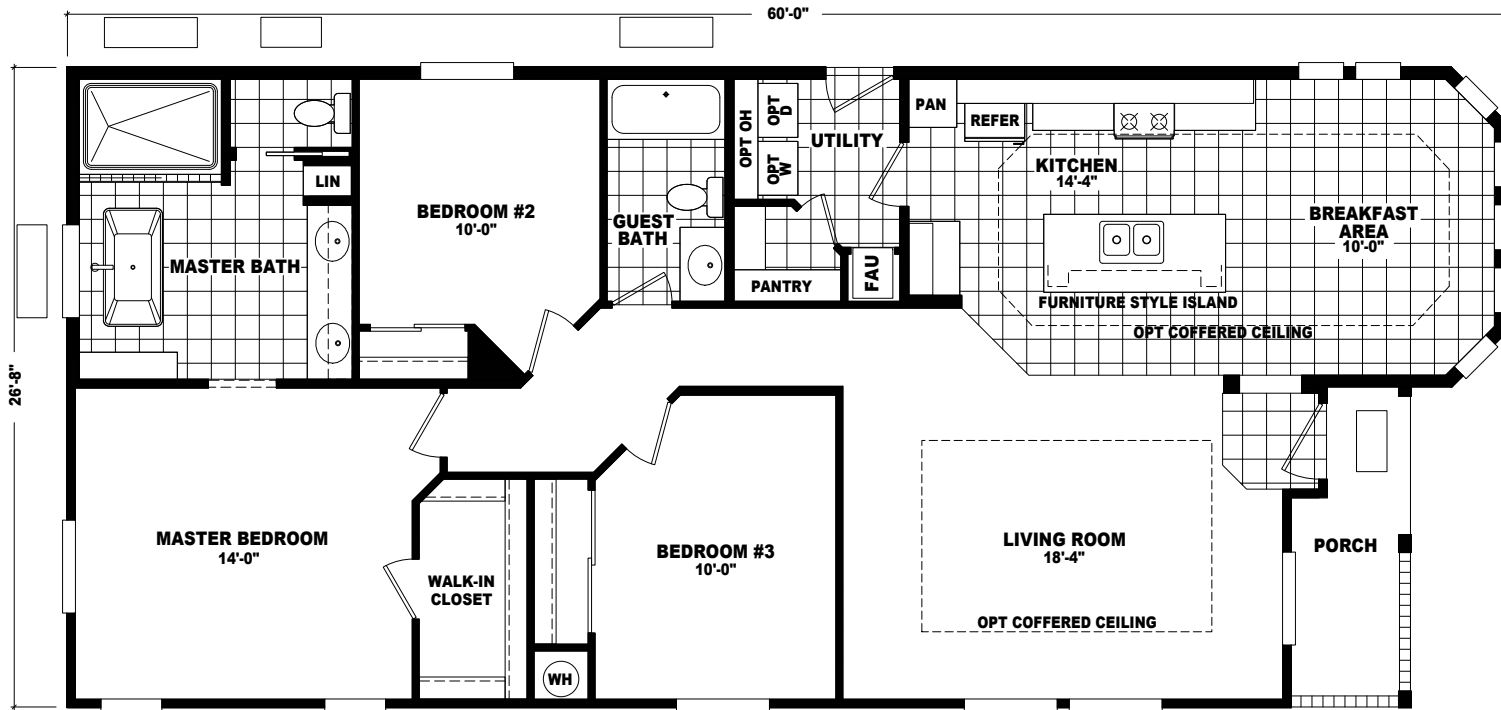 60'-0"
26'-8"
LIN
MASTER BATH
BEDROOM #2
10'-0"
GUEST
BATH
OPT OH
OPT
D
OPT
W
UTILITY
PANTRY
FAU
PAN
REFER
KITCHEN
14'-4"
BREAKFAST
AREA
10'-0"
FURNITURE STYLE ISLAND
OPT COFFERED CEILING
MASTER BEDROOM
14'-0"
WALK-IN
CLOSET
WH
BEDROOM #3
10'-0"
LIVING ROOM
18'-4"
OPT COFFERED CEILING
PORCH